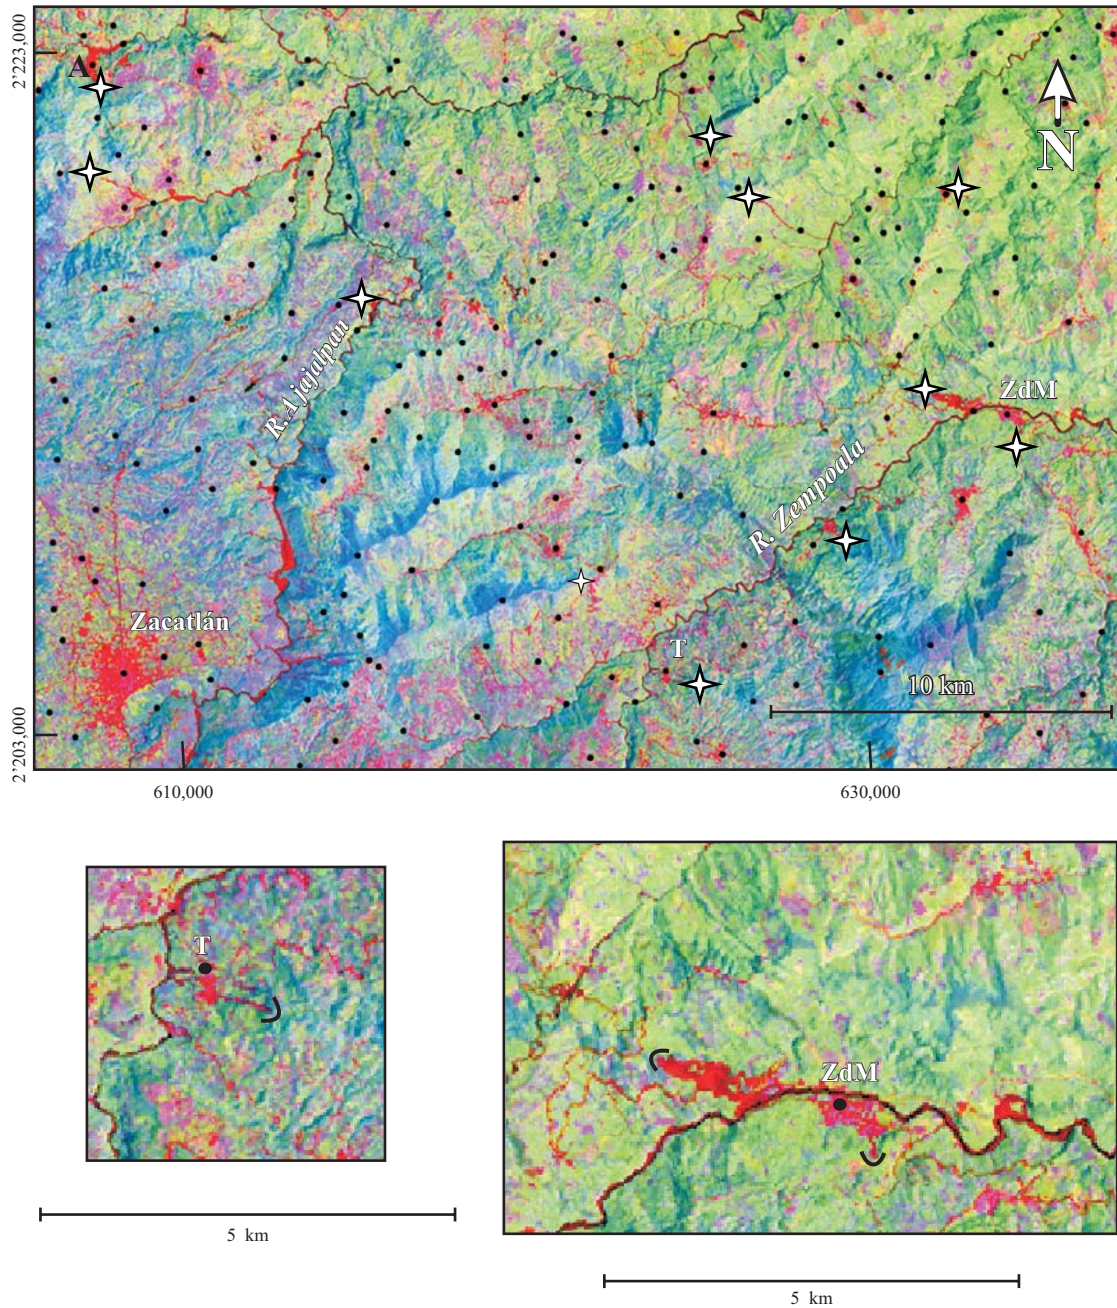 2'223,000
A
N
R.Ajajalpan
ZdM
R. Zempoala
Zacatlán
T
10 km
2'203,000
610,000
630,000
T
ZdM
5 km
5 km